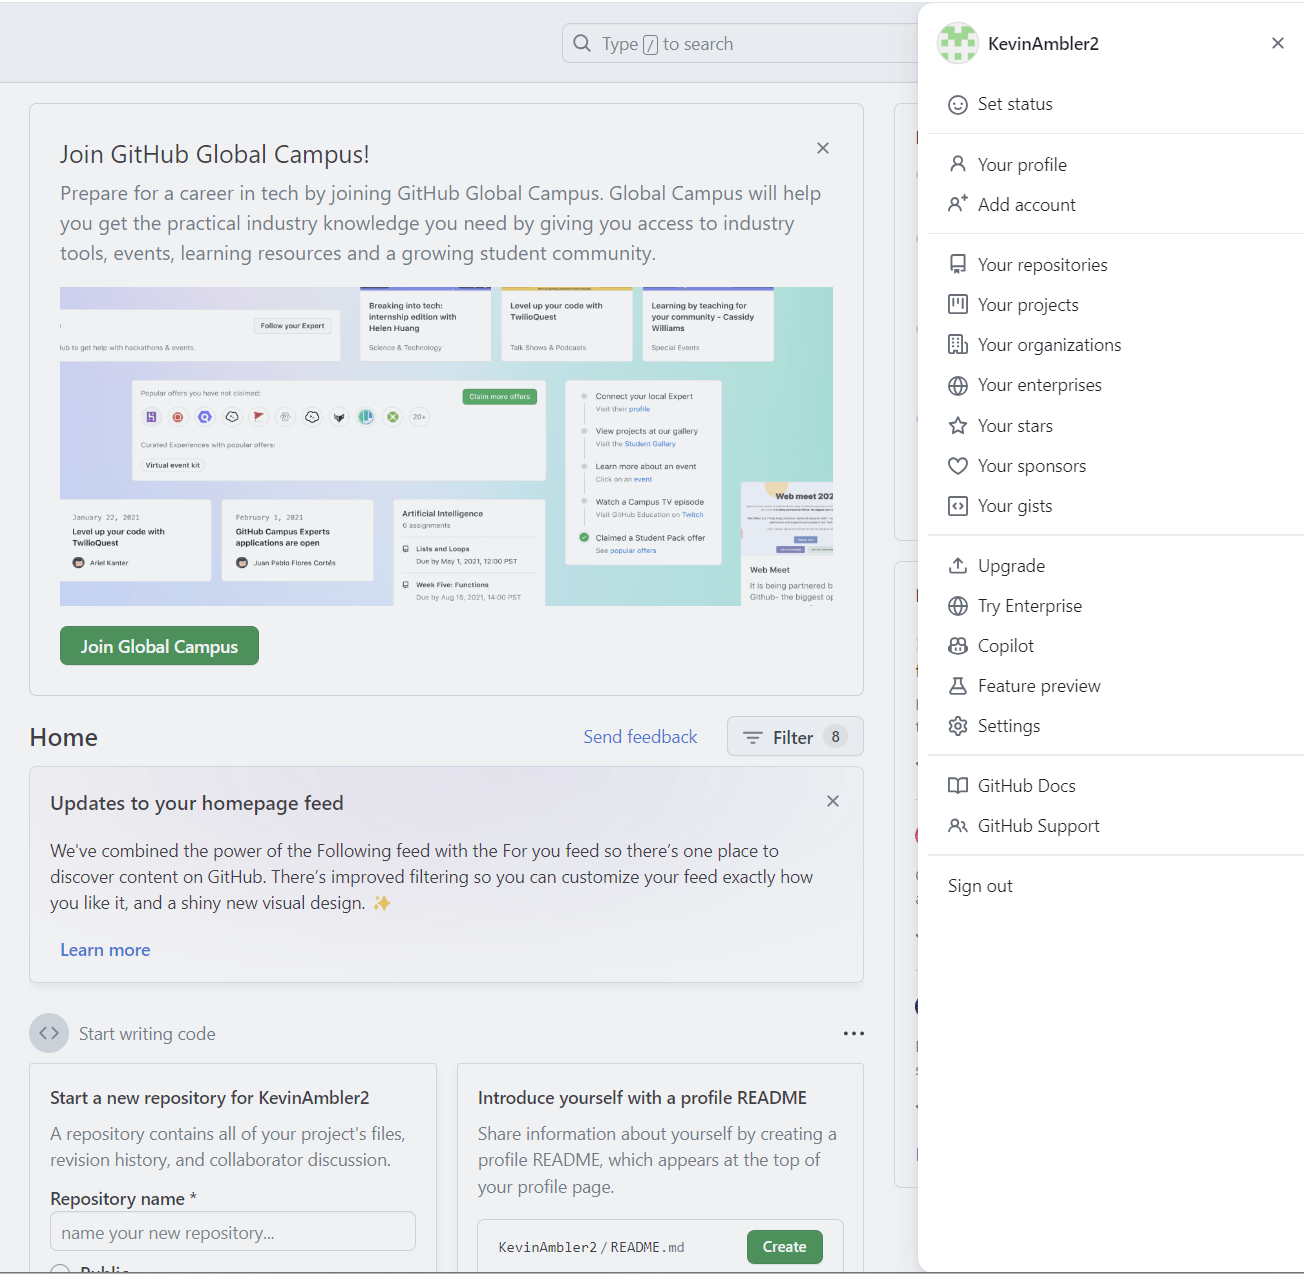 Type / to search
KevinAmbler2
Set status
Your profile
Add account
Your repositories
Your projects
Your organizations
Your enterprises
Your stars
Your sponsors
Your gists
Upgrade
Try Enterprise
Copilot
Feature preview
Settings
GitHub Docs
GitHub Support
Sign out
Join GitHub Global Campus!
Prepare for a career in tech by joining GitHub Global Campus. Global Campus will help
you get the practical industry knowledge you need by giving you access to industry
tools, events, learning resources and a growing student community.
Follow your Expert
to get help with hackathons & events.
Breaking into tech:
internship edition with
Helen Huang
Science & Technology
Level up your code with
TwilioQuest
Talk Shows & Podcasts
Learning by teaching for
your community - Cassidy
Williams
Special Events
Popular offers you have not claimed:
Claim more offers
20+
Curated Experiences with popular offers:
Virtual event kit
Connect your local Expert
Visit their profile
View projects at our gallery
Visit the Student Gallery
Learn more about an event
Click on an event
Watch a Campus TV episode
Visit GitHub Education on Twitch
Claimed a Student Pack offer
See popular offers
January 22, 2021
Level up your code with
TwilioQuest
Ariel Kanter
February 1, 2021
GitHub Campus Experts
applications are open
Juan Pablo Flores Cortés
Artificial Intelligence
6 assignments
Lists and Loops
Due by May 1, 2021, 12:00 PST
Week Five: Functions
Due by Aug 15, 2021, 14:00 PST
Web meet 202
Web Meet
It is being partnered b
Github- the biggest op
Join Global Campus
Home
Send feedback
Filter 8
Updates to your homepage feed
We've combined the power of the Following feed with the For you feed so there's one place to
discover content on GitHub. There's improved filtering so you can customize your feed exactly how
you like it, and a shiny new visual design. ✨
Learn more
Start writing code
Start a new repository for KevinAmbler2
A repository contains all of your project's files,
revision history, and collaborator discussion.
Repository name *
name your new repository...
Public
Introduce yourself with a profile README
Share information about yourself by creating a
profile README, which appears at the top of
your profile page.
KevinAmbler2 / README.md
Create